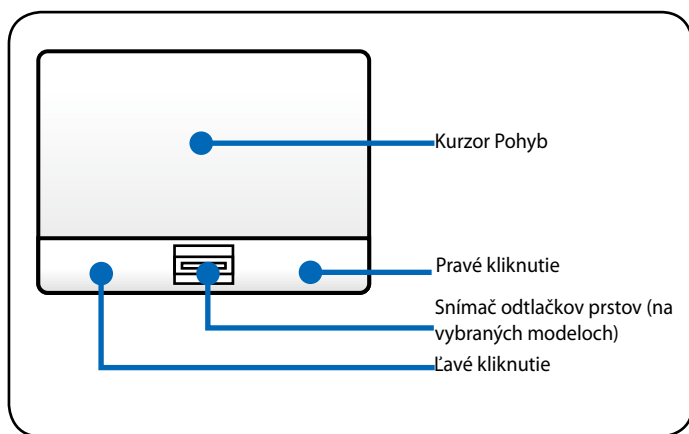 Kurzor Pohyb
Pravé kliknutie
Snímač odtlačkov prstov (na
vybraných modeloch)
Ľavé kliknutie